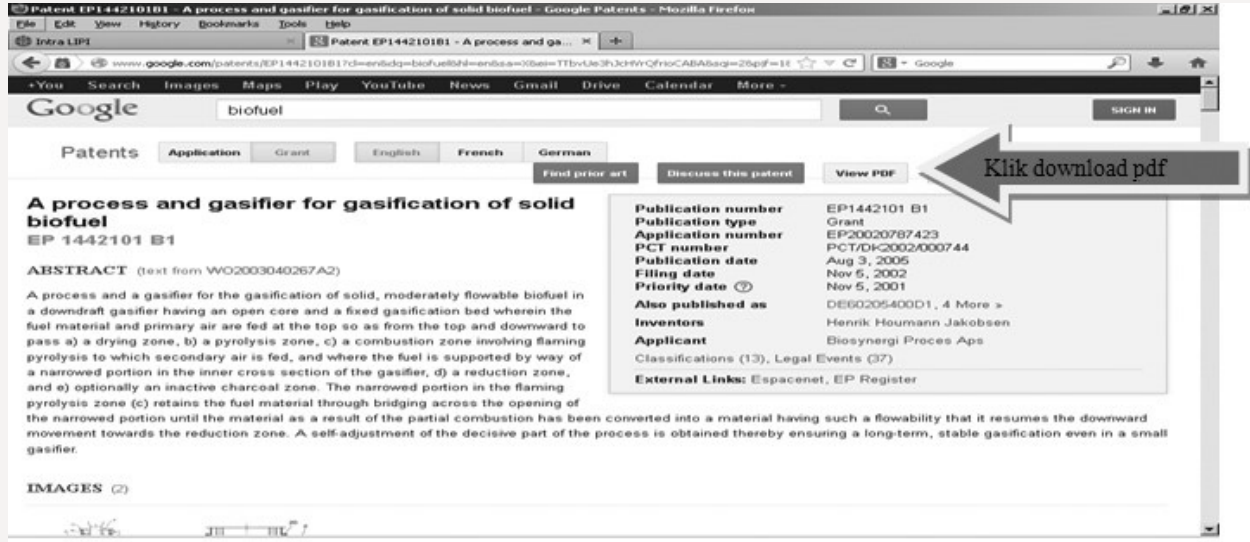 Patent EP1442101B1 - A process and gasifier for gasification of solid biofuel - Google Patents - Mozilla Firefox
File Edit View History Bookmarks Tools Help
Intra LIPI
Patent EP1442101B1 - A process and ga...
+You Search Images Maps Play YouTube News Gmail Drive Calendar More
Google biofuel SIGN IN
Patents Application Grant English French German
Find prior art Discuss this patent View PDF
Klik download pdf
A process and gasifier for gasification of solid
biofuel
EP 1442101 B1
ABSTRACT (text from WO2003040267A2)
A process and a gasifier for the gasification of solid, moderately flowable biofuel in
a downdraft gasifier having an open core and a fixed gasification bed wherein the
fuel material and primary air are fed at the top so as from the top and downward to
pass a) a drying zone, b) a pyrolysis zone, c) a combustion zone involving flaming
pyrolysis to which secondary air is fed, and where the fuel is supported by way of
a narrowed portion in the inner cross section of the gasifier, d) a reduction zone,
and e) optionally an inactive charcoal zone. The narrowed portion in the flaming
pyrolysis zone (c) retains the fuel material through bridging across the opening of
the narrowed portion until the material as a result of the partial combustion has been converted into a material having such a flowability that it resumes the downward
movement towards the reduction zone. A self-adjustment of the decisive part of the process is obtained thereby ensuring a long-term, stable gasification even in a small
gasifier.
Publication number EP1442101 B1
Publication type Grant
Application number EP20020787423
PCT number PCT/DK2002/000744
Publication date Aug 3, 2005
Filing date Nov 5, 2002
Priority date Nov 5, 2001
Also published as DE60205400D1, 4 More »
Inventors Henrik Houmann Jakobsen
Applicant Biosynergi Proces Aps
Classifications (13), Legal Events (37)
External Links: Espacenet, EP Register
IMAGES (2)